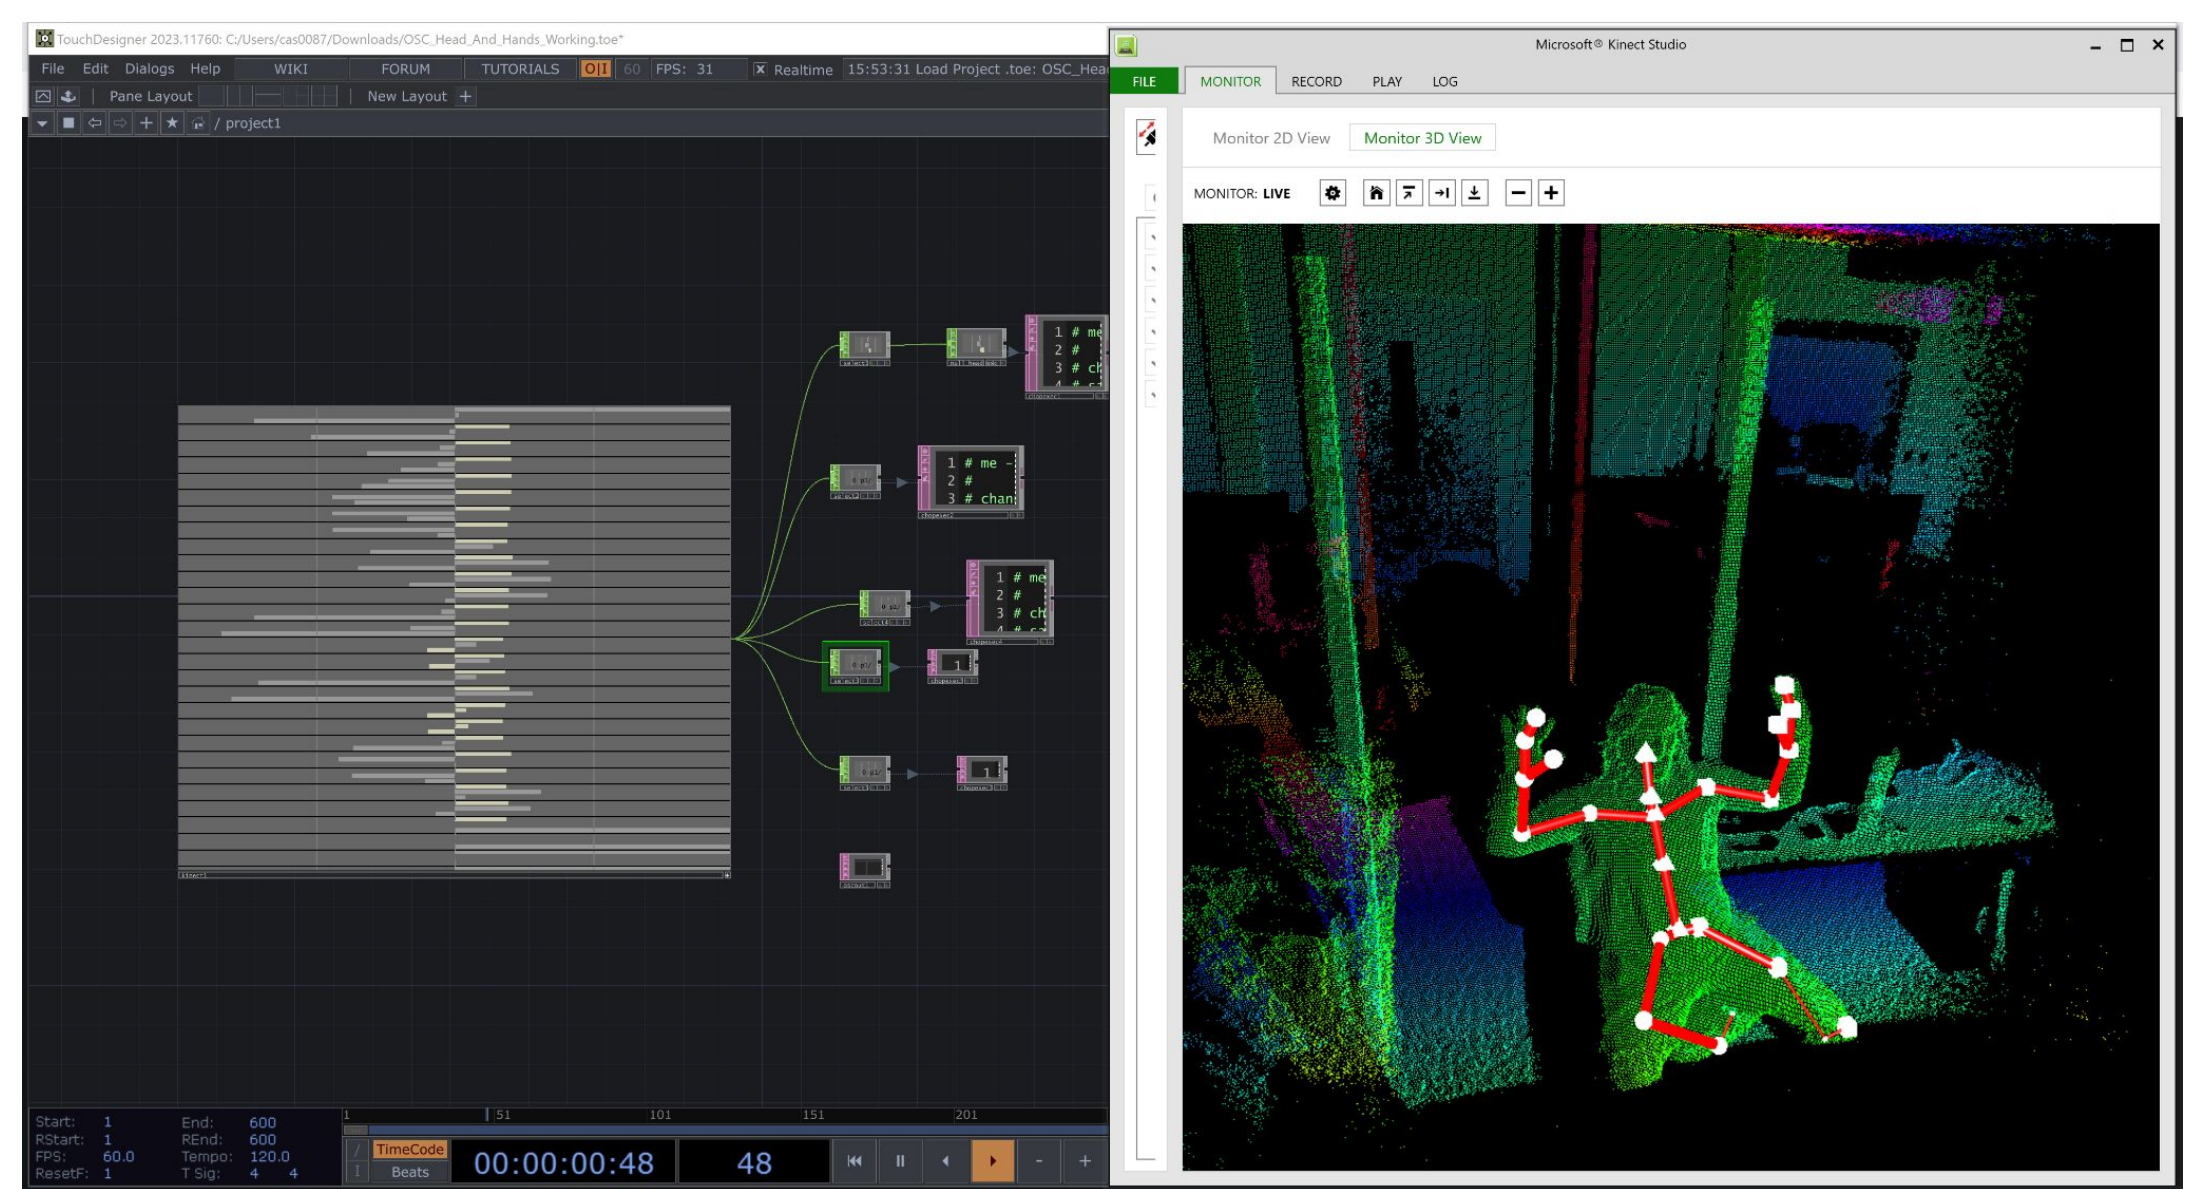 TouchDesigner 2023.11760: C:/Users/cas0087/Downloads/OSC_Head_And_Hands_Working.toe*
File Edit Dialogs Help WIKI FORUM TUTORIALS O|I 60 FPS: 31 Realtime 15:53:31 Load Project .toe: OSC_Hea
Pane Layout New Layout +
/ project1
1 # me
2 #
3 # ch
chopexec1
1 # me -
2 #
3 # chan
chopexec2
1 # me
2 #
3 # ch
1
1
kinect1
Start: 1 End: 600
RStart: 1 REnd: 600
FPS: 60.0 Tempo: 120.0
ResetF: 1 T Sig: 4 4
1 51 101 151 201
TimeCode
Beats
00:00:00:48 48
Microsoft® Kinect Studio
FILE MONITOR RECORD PLAY LOG
Monitor 2D View Monitor 3D View
MONITOR: LIVE